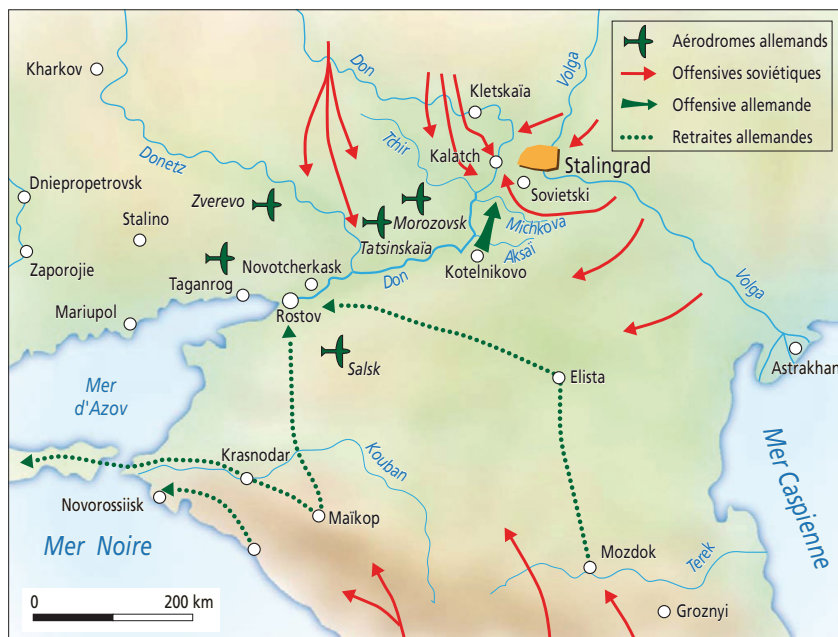 Aérodromes allemands
Offensives soviétiques
Offensive allemande
Retraites allemandes
Kharkov
Don
Kletskaïa
Volga
Tchir
Kalatch
Stalingrad
Donetz
Sovietski
Dniepropetrovsk
Zverevo
Morozovsk
Stalino
Tatsinskaïa
Michkova
Aksaï
Zaporojie
Novotcherkask
Don
Kotelnikovo
Taganrog
Volga
Mariupol
Rostov
Salsk
Astrakhan
Mer
d'Azov
Elista
Krasnodar
Kouban
Mer Caspienne
Novorossiisk
Maïkop
Mer Noire
Mozdok
Terek
Groznyi
0
200 km